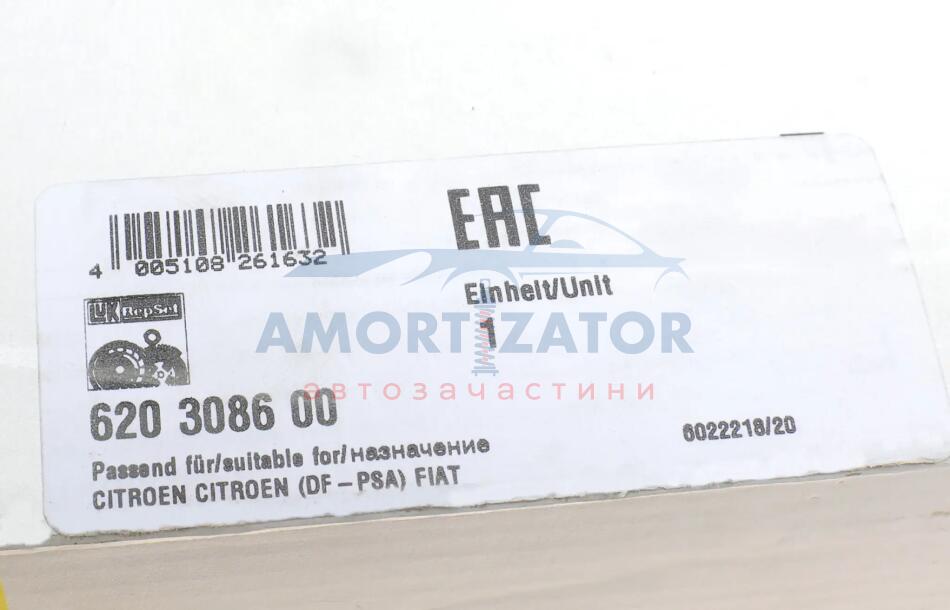 EAC
4 005108 261632
Einheit/Unit
1
LUK RepSet
AMORTIZATOR
автозачастини
620 3086 00
6022218/20
Passend für/suitable for/назначение
CITROEN CITROEN (DF – PSA) FIAT